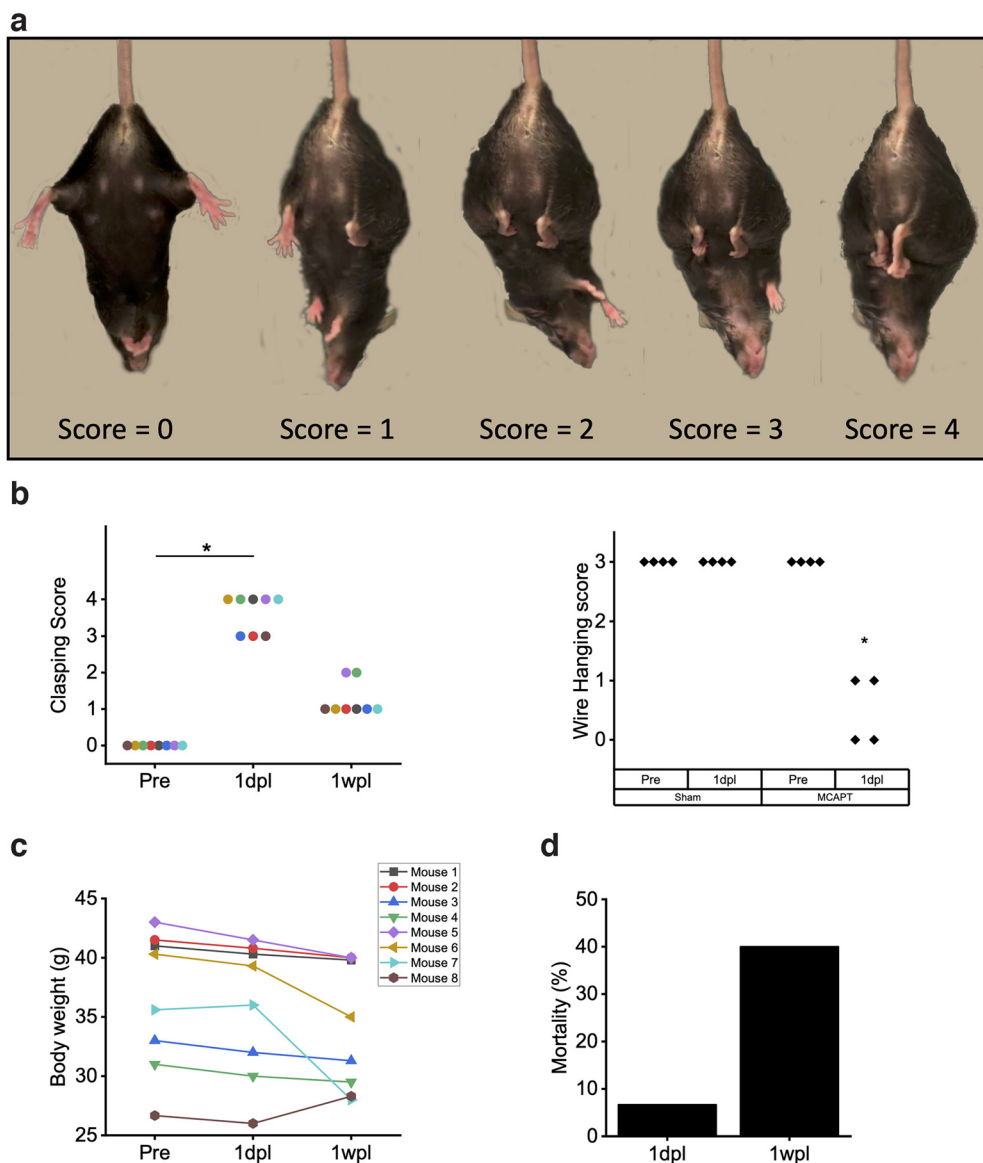 a
Score = 0 Score = 1 Score = 2 Score = 3 Score = 4
b
*
4
3
2
1
0
Clasping Score
Pre 1dpl 1wpl
3
2
1
0
Wire Hanging score
*
Pre 1dpl Pre 1dpl
Sham MCAPT
c
45
40
35
30
25
Body weight (g)
Pre 1dpl 1wpl
Mouse 1
Mouse 2
Mouse 3
Mouse 4
Mouse 5
Mouse 6
Mouse 7
Mouse 8
d
50
40
30
20
10
0
Mortality (%)
1dpl 1wpl